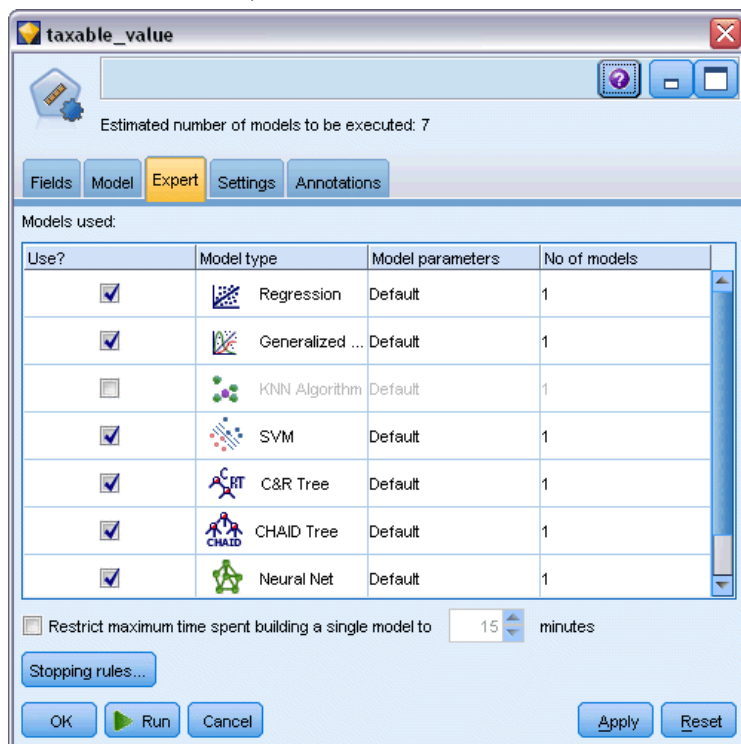 taxable_value
?
Estimated number of models to be executed: 7
Fields Model Expert Settings Annotations
Models used:
Use? Model type Model parameters No of models
Regression Default 1
Generalized ... Default 1
KNN Algorithm Default 1
SVM Default 1
CRT C&R Tree Default 1
CHAID CHAID Tree Default 1
Neural Net Default 1
Restrict maximum time spent building a single model to 15 minutes
Stopping rules...
OK Run Cancel Apply Reset